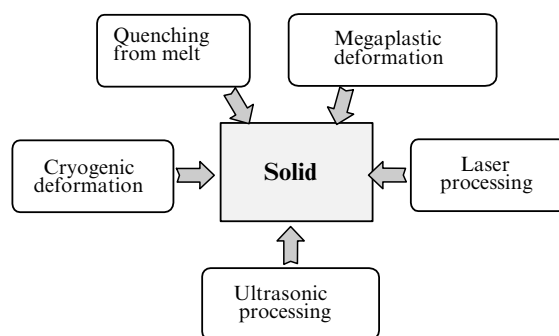 Quenching
from melt
Megaplastic
deformation
Cryogenic
deformation
Solid
Laser
processing
Ultrasonic
processing